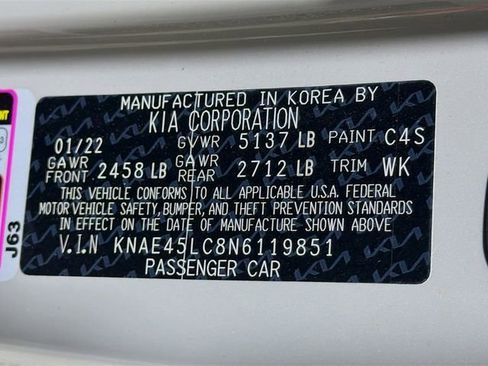 MANUFACTURED IN KOREA BY
KIA CORPORATION
01/22 GVWR 5137 LB PAINT C4S
GAWR FRONT 2458 LB GAWR REAR 2712 LB TRIM WK
THIS VEHICLE CONFORMS TO ALL APPLICABLE U.S.A. FEDERAL
MOTOR VEHICLE SAFETY, BUMPER, AND THEFT PREVENTION STANDARDS
IN EFFECT ON THE DATE OF MANUFACTURE SHOWN ABOVE
V.I.N KNAE45LC8N6119851
PASSENGER CAR
J63